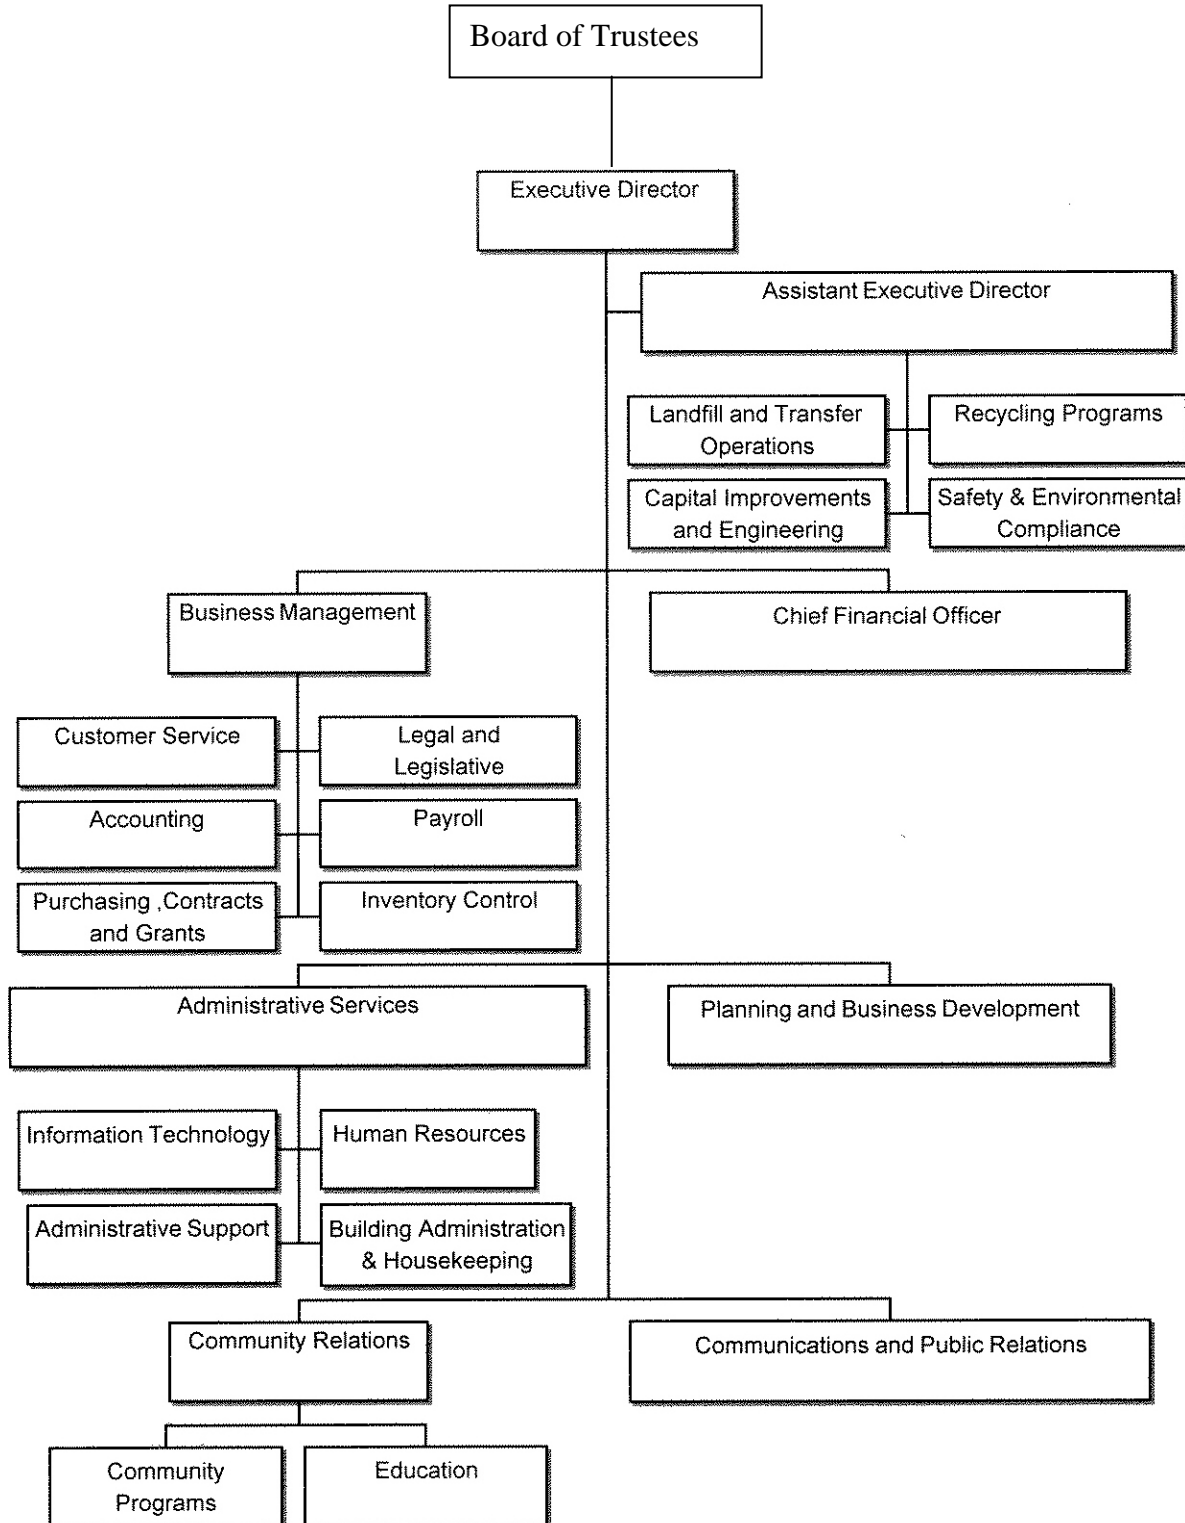 Board of Trustees
Executive Director
Assistant Executive Director
Landfill and Transfer
Operations
Recycling Programs
Capital Improvements
and Engineering
Safety & Environmental
Compliance
Business Management
Chief Financial Officer
Customer Service
Legal and
Legislative
Accounting
Payroll
Purchasing ,Contracts
and Grants
Inventory Control
Administrative Services
Planning and Business Development
Information Technology
Human Resources
Administrative Support
Building Administration
& Housekeeping
Community Relations
Communications and Public Relations
Community
Programs
Education